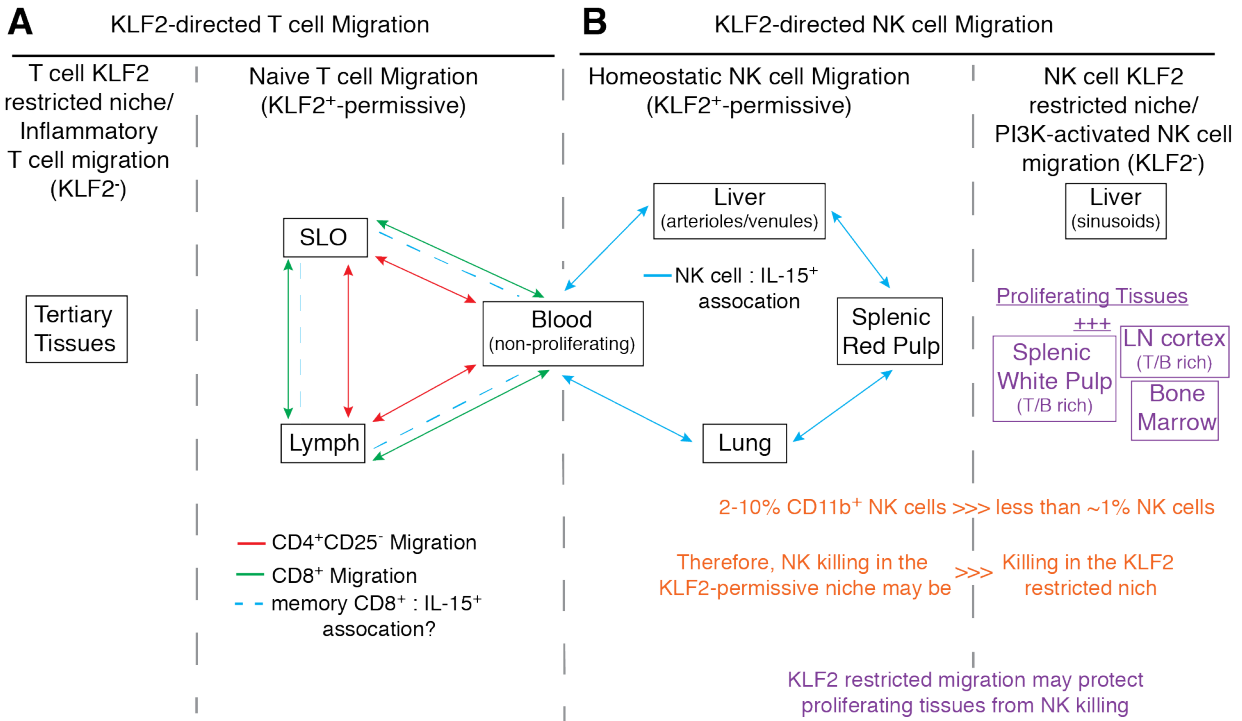 A
KLF2-directed T cell Migration
T cell KLF2
restricted niche/
Inflammatory
T cell migration
(KLF2-)
Naive T cell Migration
(KLF2+-permissive)
SLO
Tertiary
Tissues
Blood
(non-proliferating)
Lymph
CD4+CD25- Migration
CD8+ Migration
memory CD8+ : IL-15+
assocation?
B
KLF2-directed NK cell Migration
Homeostatic NK cell Migration
(KLF2+-permissive)
NK cell KLF2
restricted niche/
PI3K-activated NK cell
migration (KLF2-)
Liver
(arterioles/venules)
Liver
(sinusoids)
NK cell : IL-15+
assocation
Splenic
Red Pulp
Lung
Proliferating Tissues
+++
Splenic
White Pulp
(T/B rich)
LN cortex
(T/B rich)
Bone
Marrow
2-10% CD11b+ NK cells >>> less than ~1% NK cells
Therefore, NK killing in the
KLF2-permissive niche may be
>>>
Killing in the KLF2
restricted nich
KLF2 restricted migration may protect
proliferating tissues from NK killing